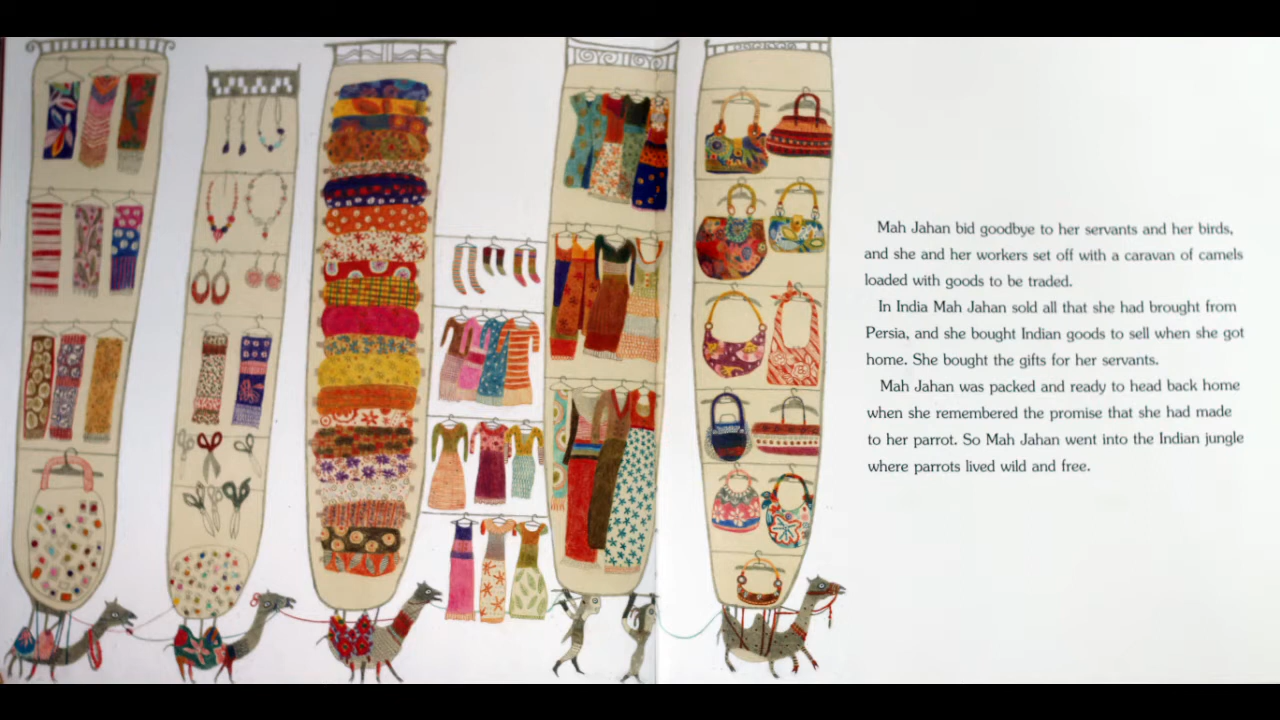 Mah Jahan bid goodbye to her servants and her birds,
and she and her workers set off with a caravan of camels
loaded with goods to be traded.
In India Mah Jahan sold all that she had brought from
Persia, and she bought Indian goods to sell when she got
home. She bought the gifts for her servants.
Mah Jahan was packed and ready to head back home
when she remembered the promise that she had made
to her parrot. So Mah Jahan went into the Indian jungle
where parrots lived wild and free.